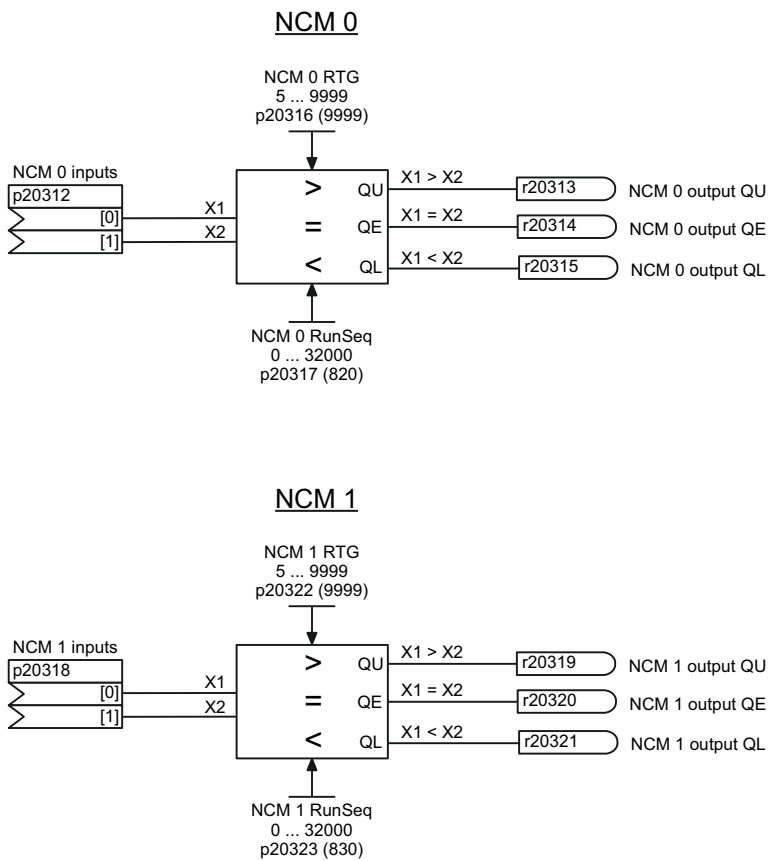 NCM 0
NCM 0 RTG
5 ... 9999
p20316 (9999)
NCM 0 inputs
p20312
[0]
[1]
X1
X2
>
=
<
QU
QE
QL
X1 > X2
X1 = X2
X1 < X2
r20313
r20314
r20315
NCM 0 output QU
NCM 0 output QE
NCM 0 output QL
NCM 0 RunSeq
0 ... 32000
p20317 (820)
NCM 1
NCM 1 RTG
5 ... 9999
p20322 (9999)
NCM 1 inputs
p20318
[0]
[1]
X1
X2
>
=
<
QU
QE
QL
X1 > X2
X1 = X2
X1 < X2
r20319
r20320
r20321
NCM 1 output QU
NCM 1 output QE
NCM 1 output QL
NCM 1 RunSeq
0 ... 32000
p20323 (830)